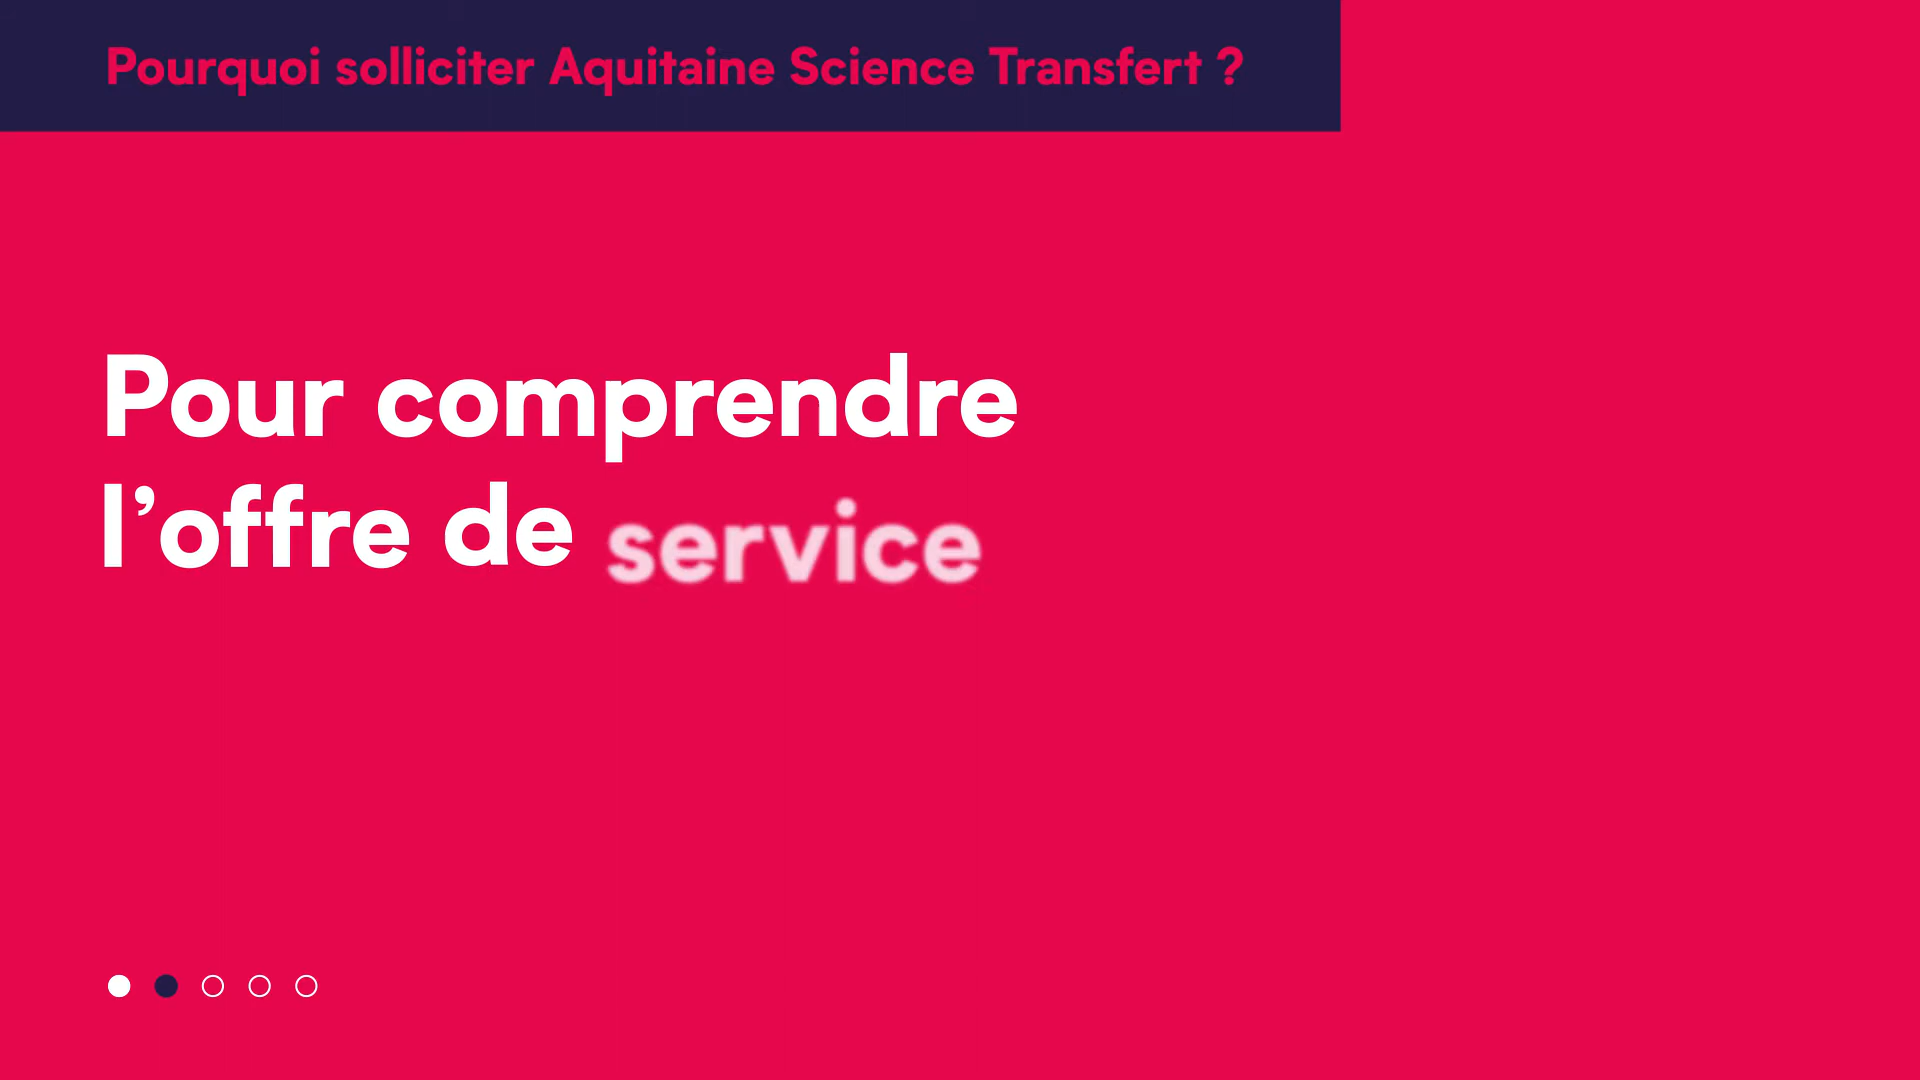 Pourquoi solliciter Aquitaine Science Transfert ?
Pour comprendre
l’offre de service